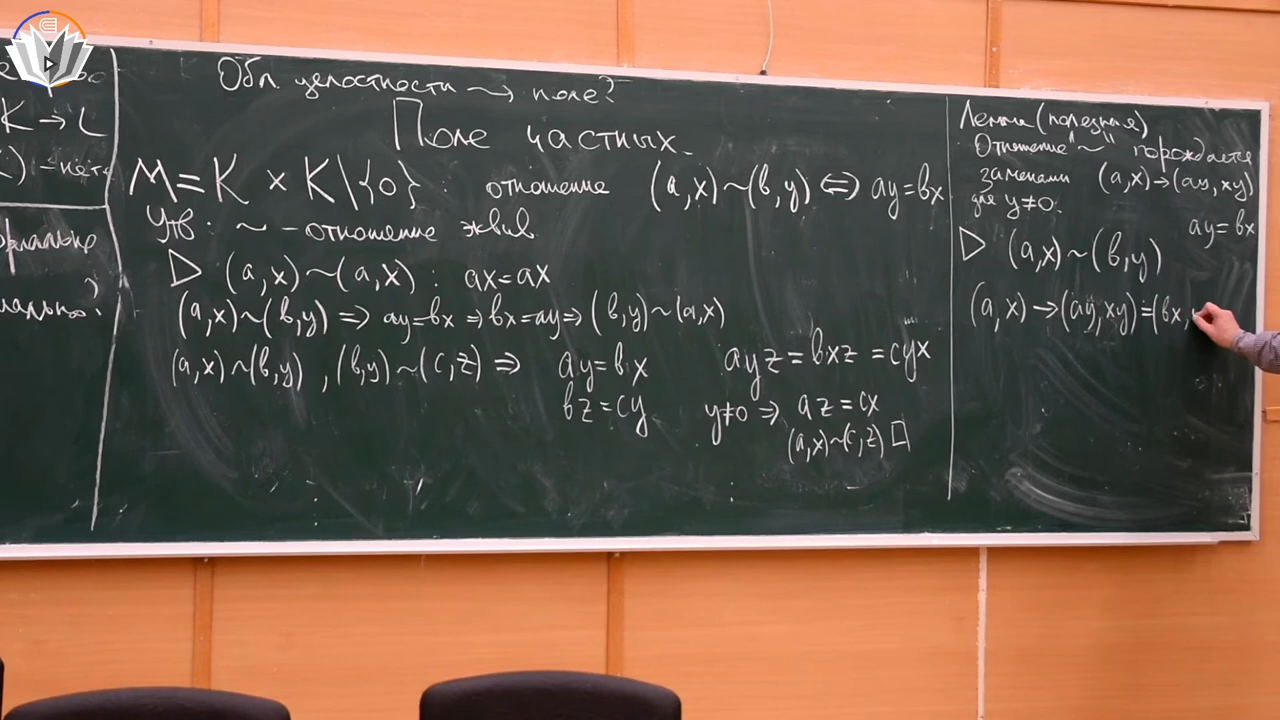 K → L
Обл. целостности ⇝ поле?
Поле частных.
M = K × K\{0} : отношение (a,x)~(b,y) ⇔ ay=bx
Утв: ~ – отношение эквив.
▷ (a,x)~(a,x): ax=ax
(a,x)~(b,y) ⇒ ay=bx ⇒ bx=ay ⇒ (b,y)~(a,x)
(a,x)~(b,y), (b,y)~(c,z) ⇒ ay=bx ayz=bxz=cyx
bz=cy y≠0 ⇒ az=cx
(a,x)~(c,z) □
Лемма (полезная)
Отношение "~" порождается
заменами (a,x)→(ay,xy)
для y≠0.
ay=bx
▷ (a,x)~(b,y)
(a,x)→(ay,xy)=(bx,